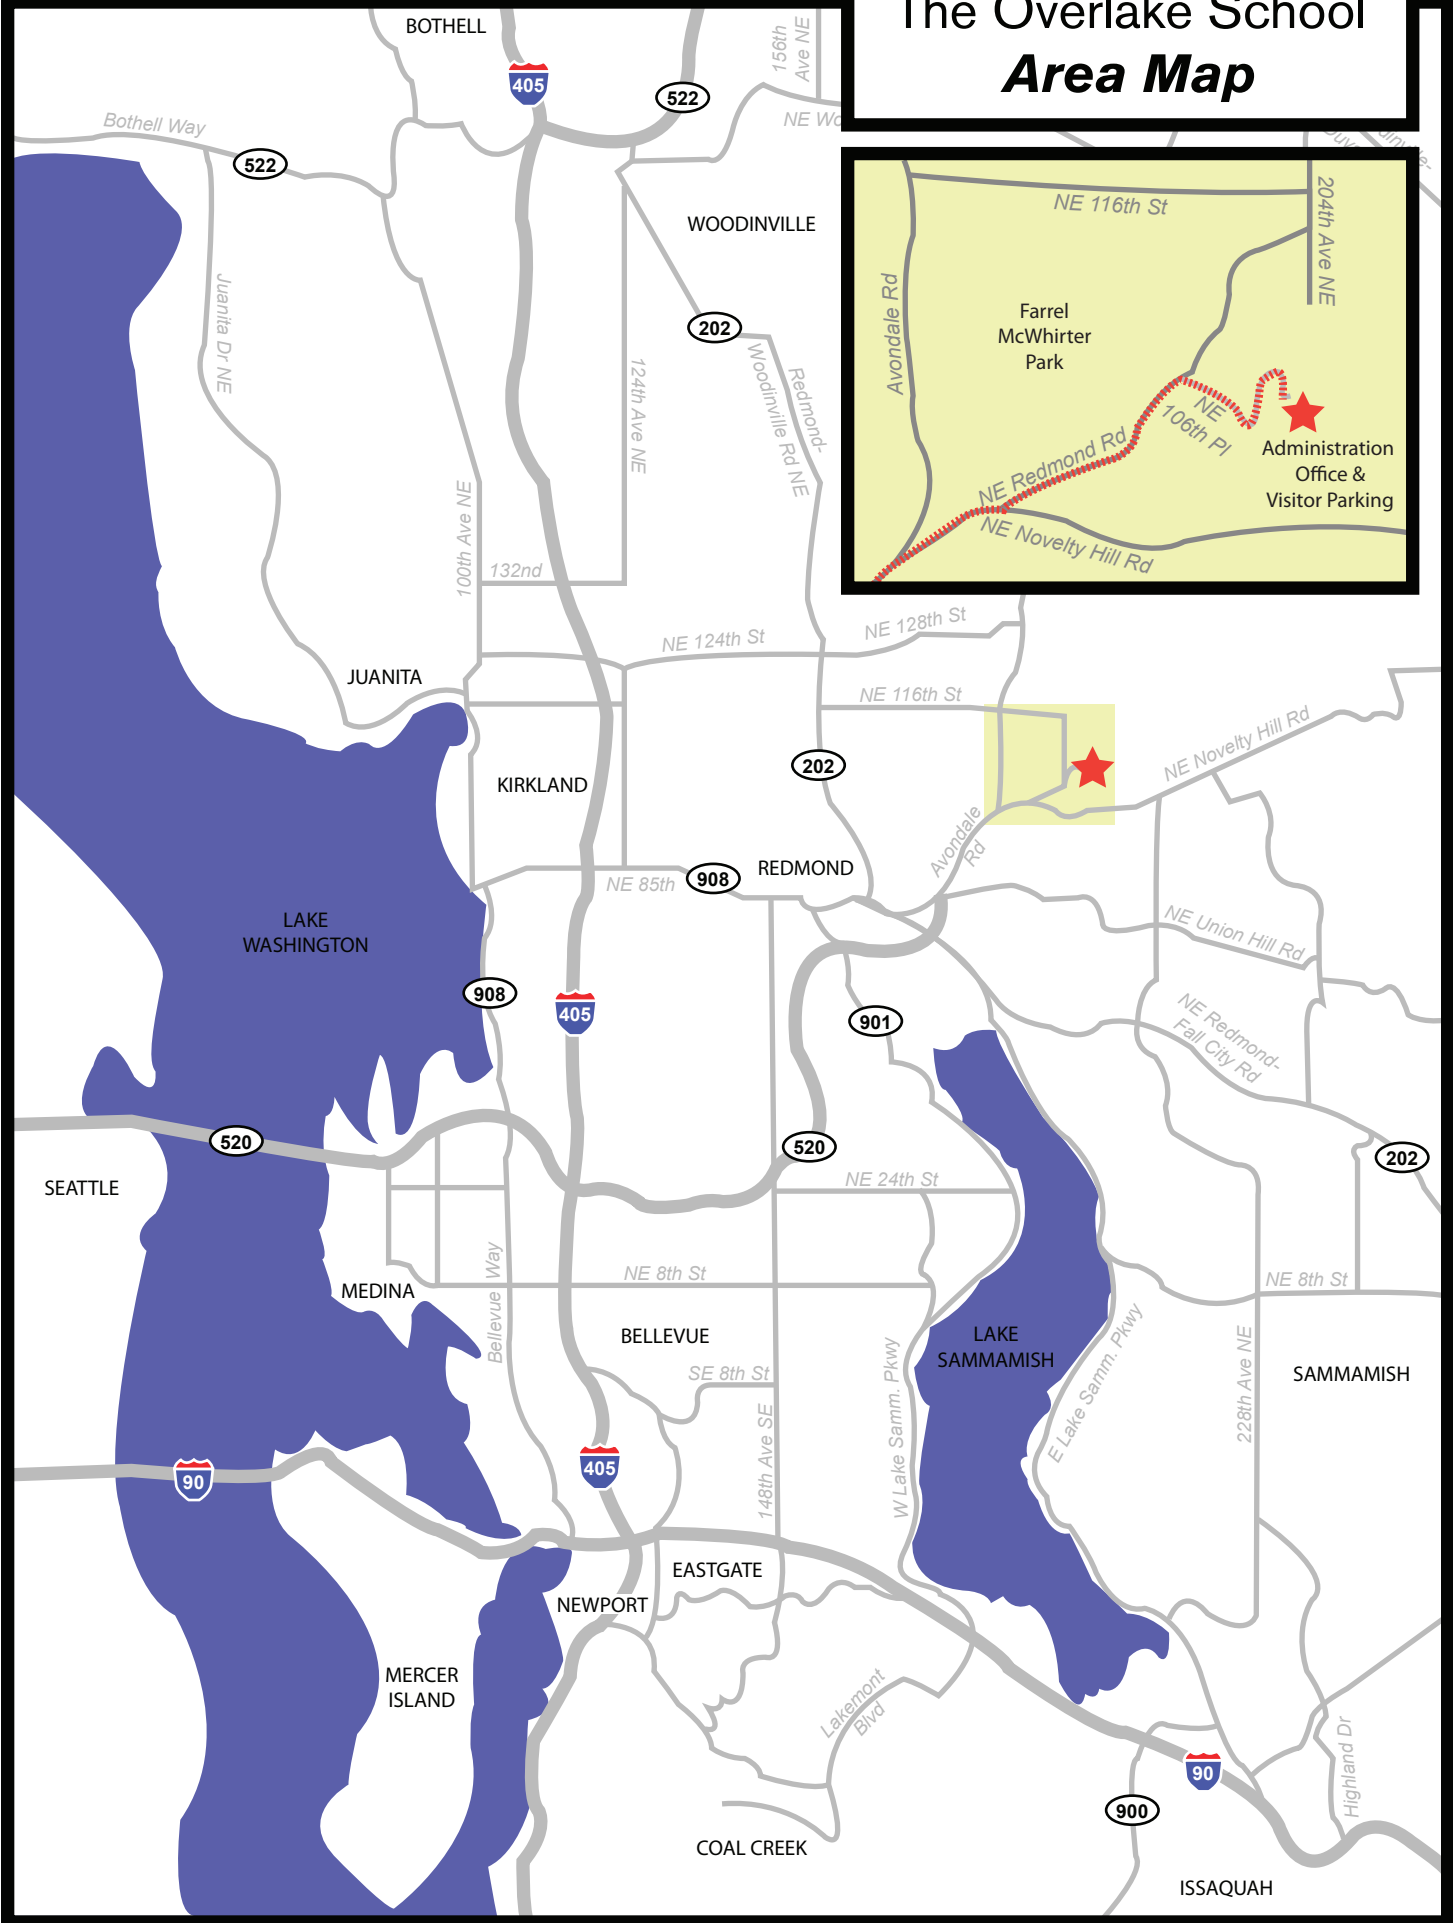 The Overlake School
Area Map
BOTHELL
405
522
156th
Ave NE
Bothell Way
522
WOODINVILLE
NE 116th St
204th Ave NE
Juanita Dr NE
Avondale Rd
Farrel
McWhirter
Park
202
124th Ave NE
Redmond-
Woodinville Rd NE
NE
106th Pl
NE Redmond Rd
Administration
Office &
Visitor Parking
NE Novelty Hill Rd
100th Ave NE
132nd
NE 124th St
NE 128th St
JUANITA
NE 116th St
NE Novelty Hill Rd
202
KIRKLAND
Avondale
Rd
REDMOND
908
NE 85th
LAKE
WASHINGTON
NE Union Hill Rd
908
405
901
NE Redmond-
Fall City Rd
520
520
202
SEATTLE
NE 24th St
Bellevue Way
NE 8th St
NE 8th St
MEDINA
BELLEVUE
LAKE
SAMMAMISH
E Lake Samm. Pkwy
W Lake Samm. Pkwy
228th Ave NE
SAMMAMISH
SE 8th St
148th Ave SE
405
90
EASTGATE
NEWPORT
MERCER
ISLAND
Lakemont
Blvd
Highland Dr
90
900
COAL CREEK
ISSAQUAH